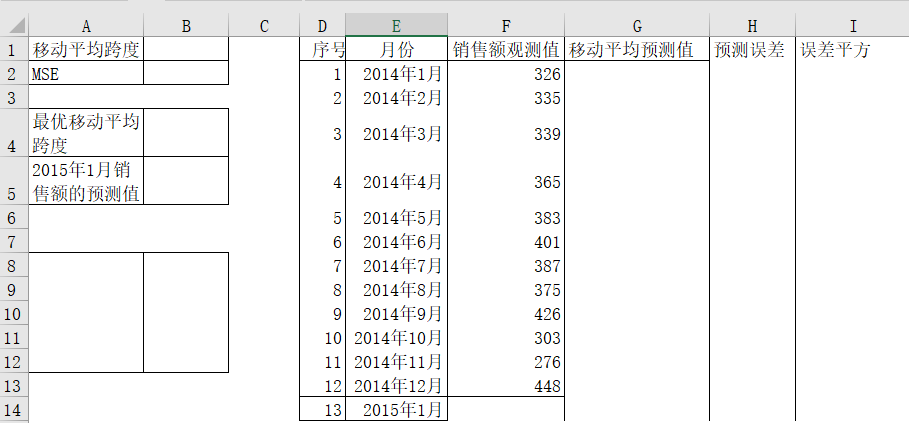 A B C D E F G H I
1 移动平均跨度 序号 月份 销售额观测值 移动平均预测值 预测误差 误差平方
2 MSE 1 2014年1月 326
3 2 2014年2月 335
4 最优移动平均
跨度 3 2014年3月 339
5 2015年1月销
售额的预测值 4 2014年4月 365
6 5 2014年5月 383
7 6 2014年6月 401
8 7 2014年7月 387
9 8 2014年8月 375
10 9 2014年9月 426
11 10 2014年10月 303
12 11 2014年11月 276
13 12 2014年12月 448
14 13 2015年1月